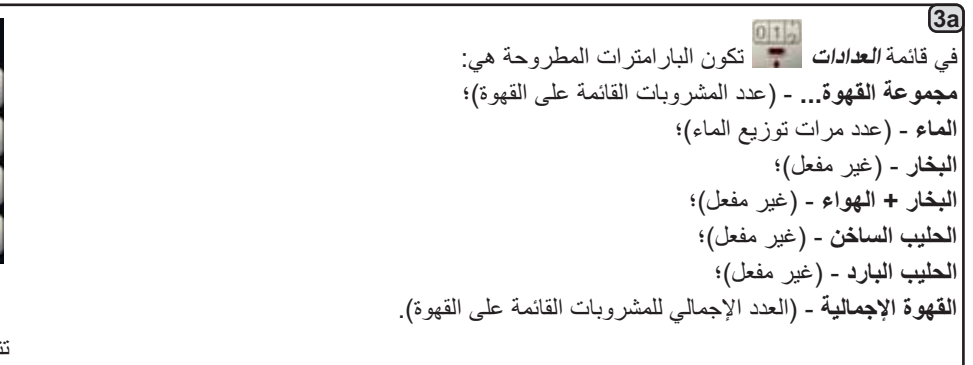 3a
في قائمة العدادات 012 تكون البارامترات المطروحة هي:
مجموعة القهوة... - (عدد المشروبات القائمة على القهوة)؛
الماء - (عدد مرات توزيع الماء)؛
البخار - (غير مفعل)؛
البخار + الهواء - (غير مفعل)؛
الحليب الساخن - (غير مفعل)؛
الحليب البارد - (غير مفعل)؛
القهوة الإجمالية - (العدد الإجمالي للمشروبات القائمة على القهوة).